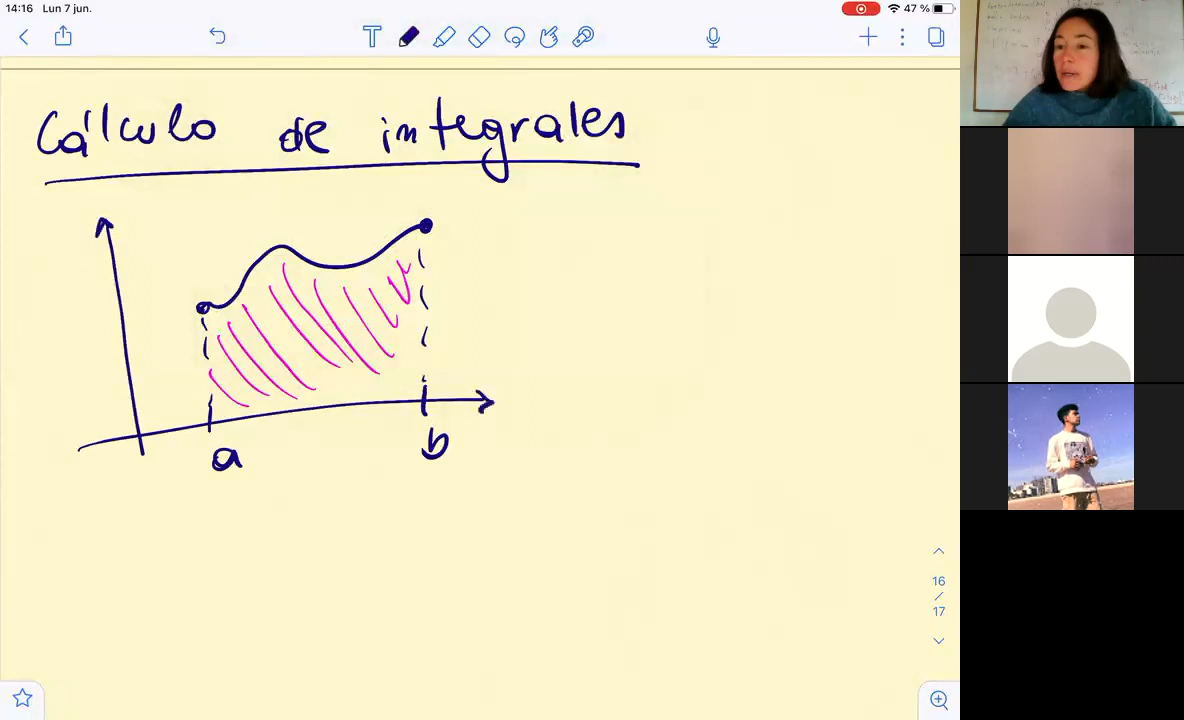 14:16 Lun 7 jun.
47 %
T
Cálculo de integrales
a
b
16
/
17